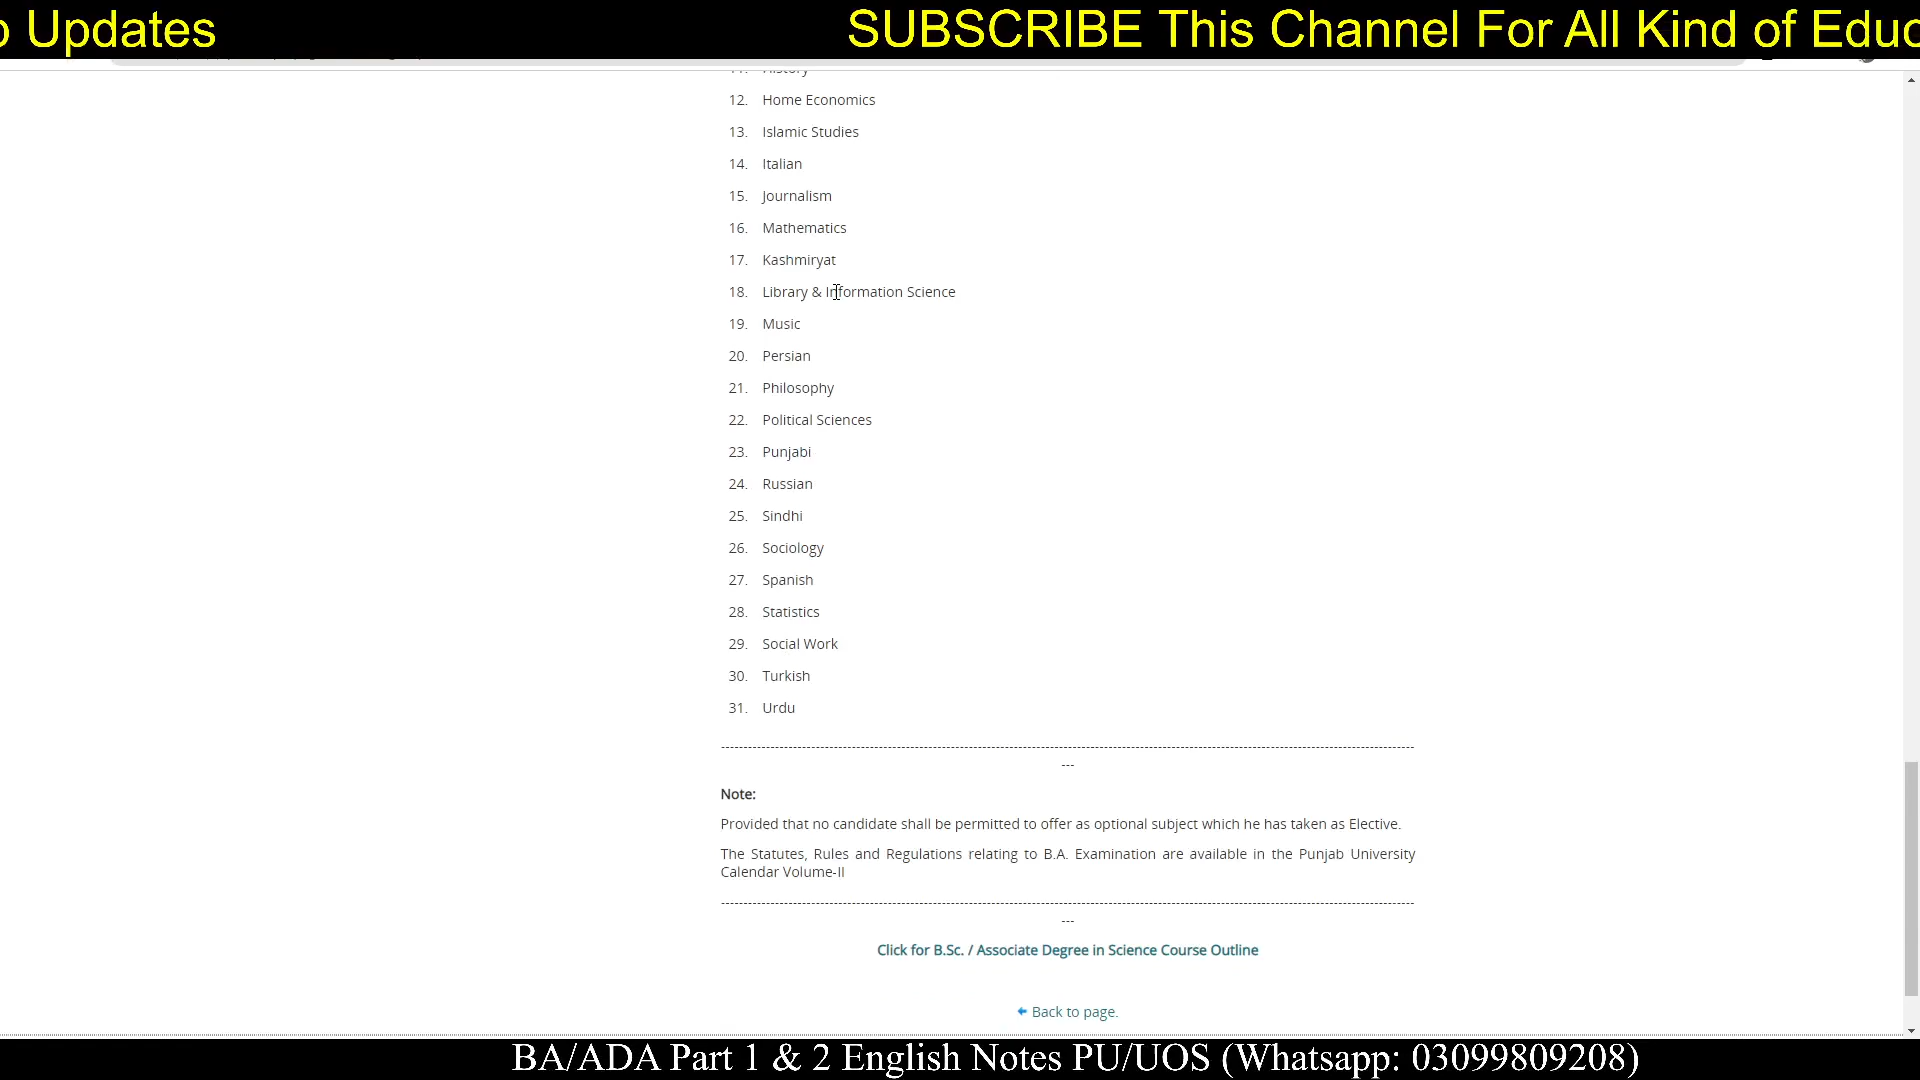 o Updates
SUBSCRIBE This Channel For All Kind of Educ
11. History
12. Home Economics
13. Islamic Studies
14. Italian
15. Journalism
16. Mathematics
17. Kashmiryat
18. Library & Information Science
19. Music
20. Persian
21. Philosophy
22. Political Sciences
23. Punjabi
24. Russian
25. Sindhi
26. Sociology
27. Spanish
28. Statistics
29. Social Work
30. Turkish
31. Urdu
Note:
Provided that no candidate shall be permitted to offer as optional subject which he has taken as Elective.
The Statutes, Rules and Regulations relating to B.A. Examination are available in the Punjab University
Calendar Volume-II
Click for B.Sc. / Associate Degree in Science Course Outline
Back to page.
BA/ADA Part 1 & 2 English Notes PU/UOS (Whatsapp: 03099809208)